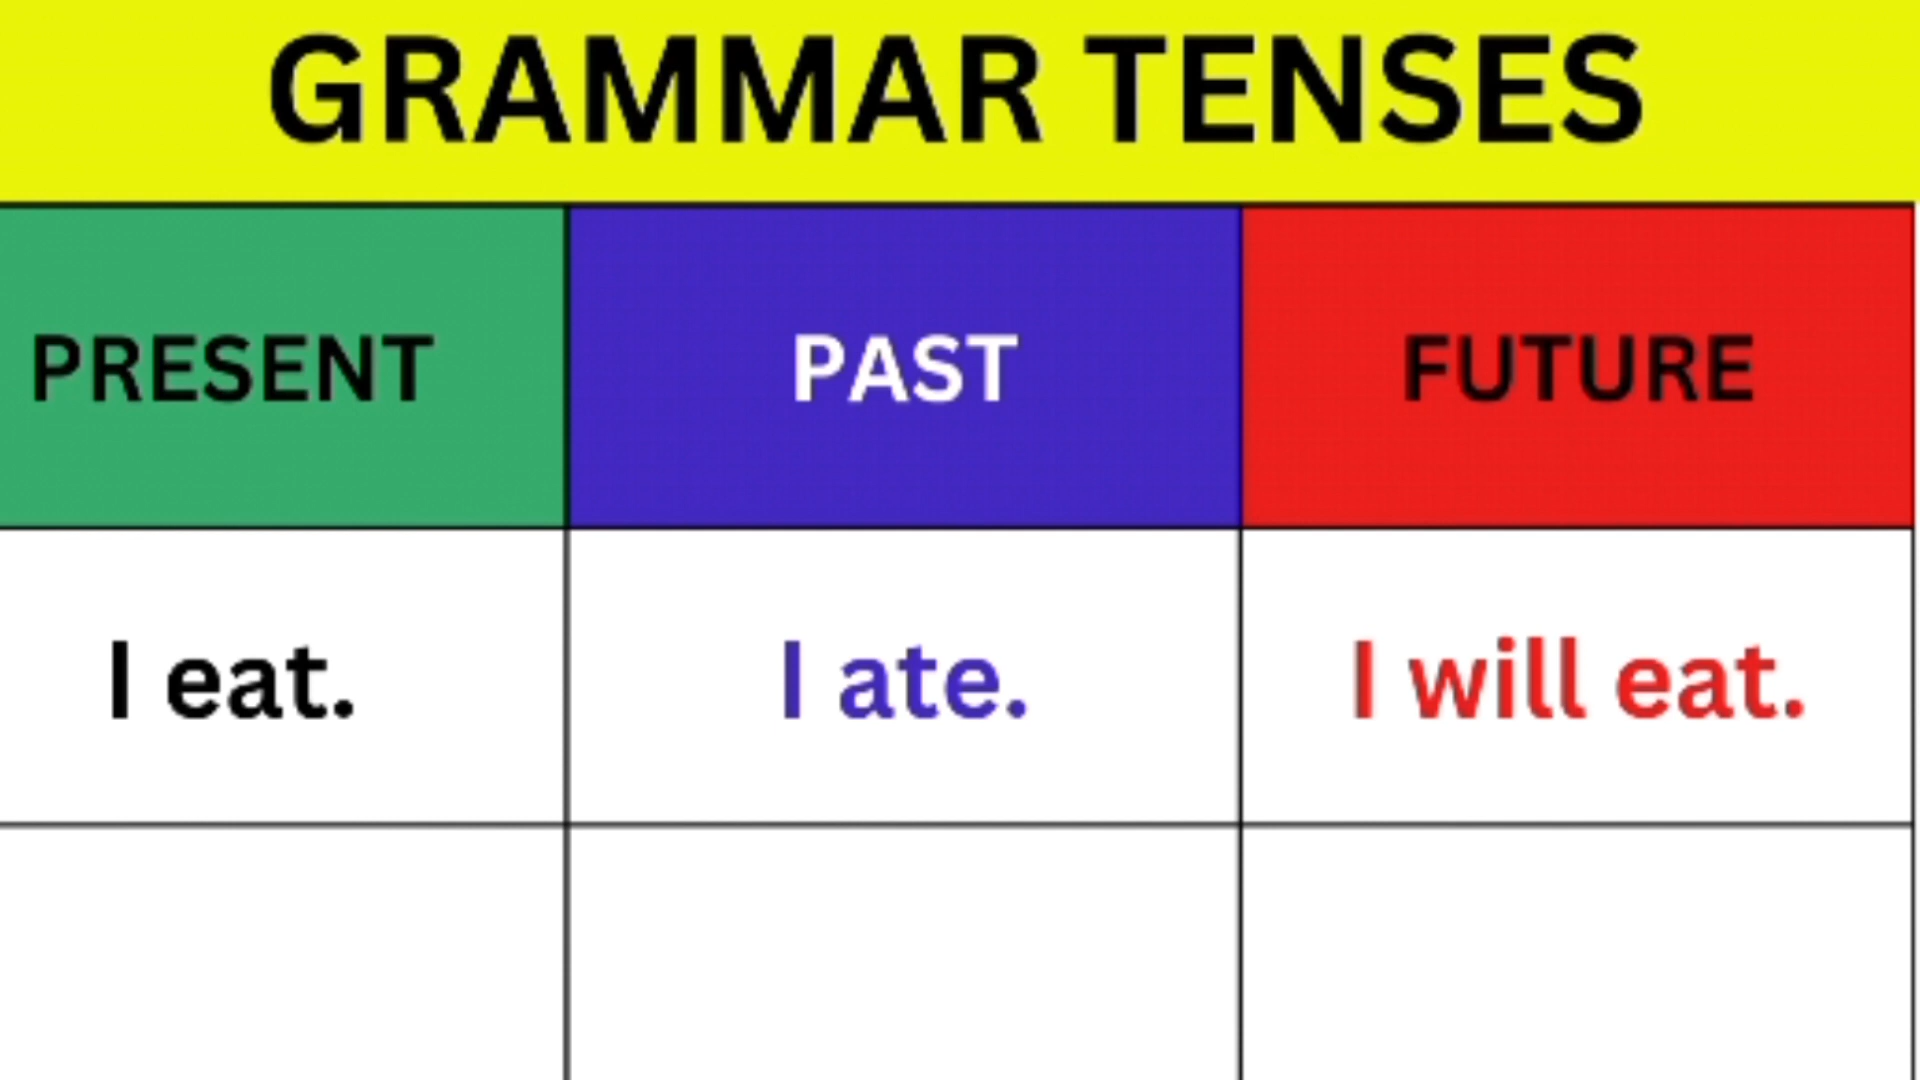 GRAMMAR TENSES
PRESENT PAST FUTURE
I eat. I ate. I will eat.